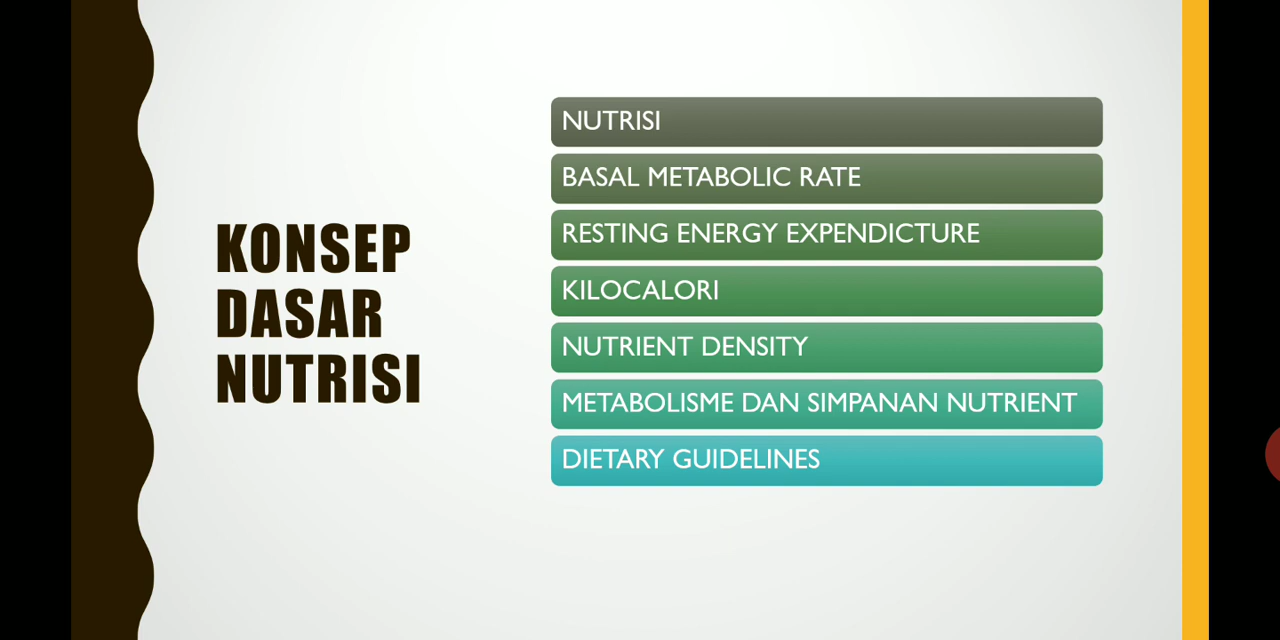 KONSEP
DASAR
NUTRISI
NUTRISI
BASAL METABOLIC RATE
RESTING ENERGY EXPENDICTURE
KILOCALORI
NUTRIENT DENSITY
METABOLISME DAN SIMPANAN NUTRIENT
DIETARY GUIDELINES